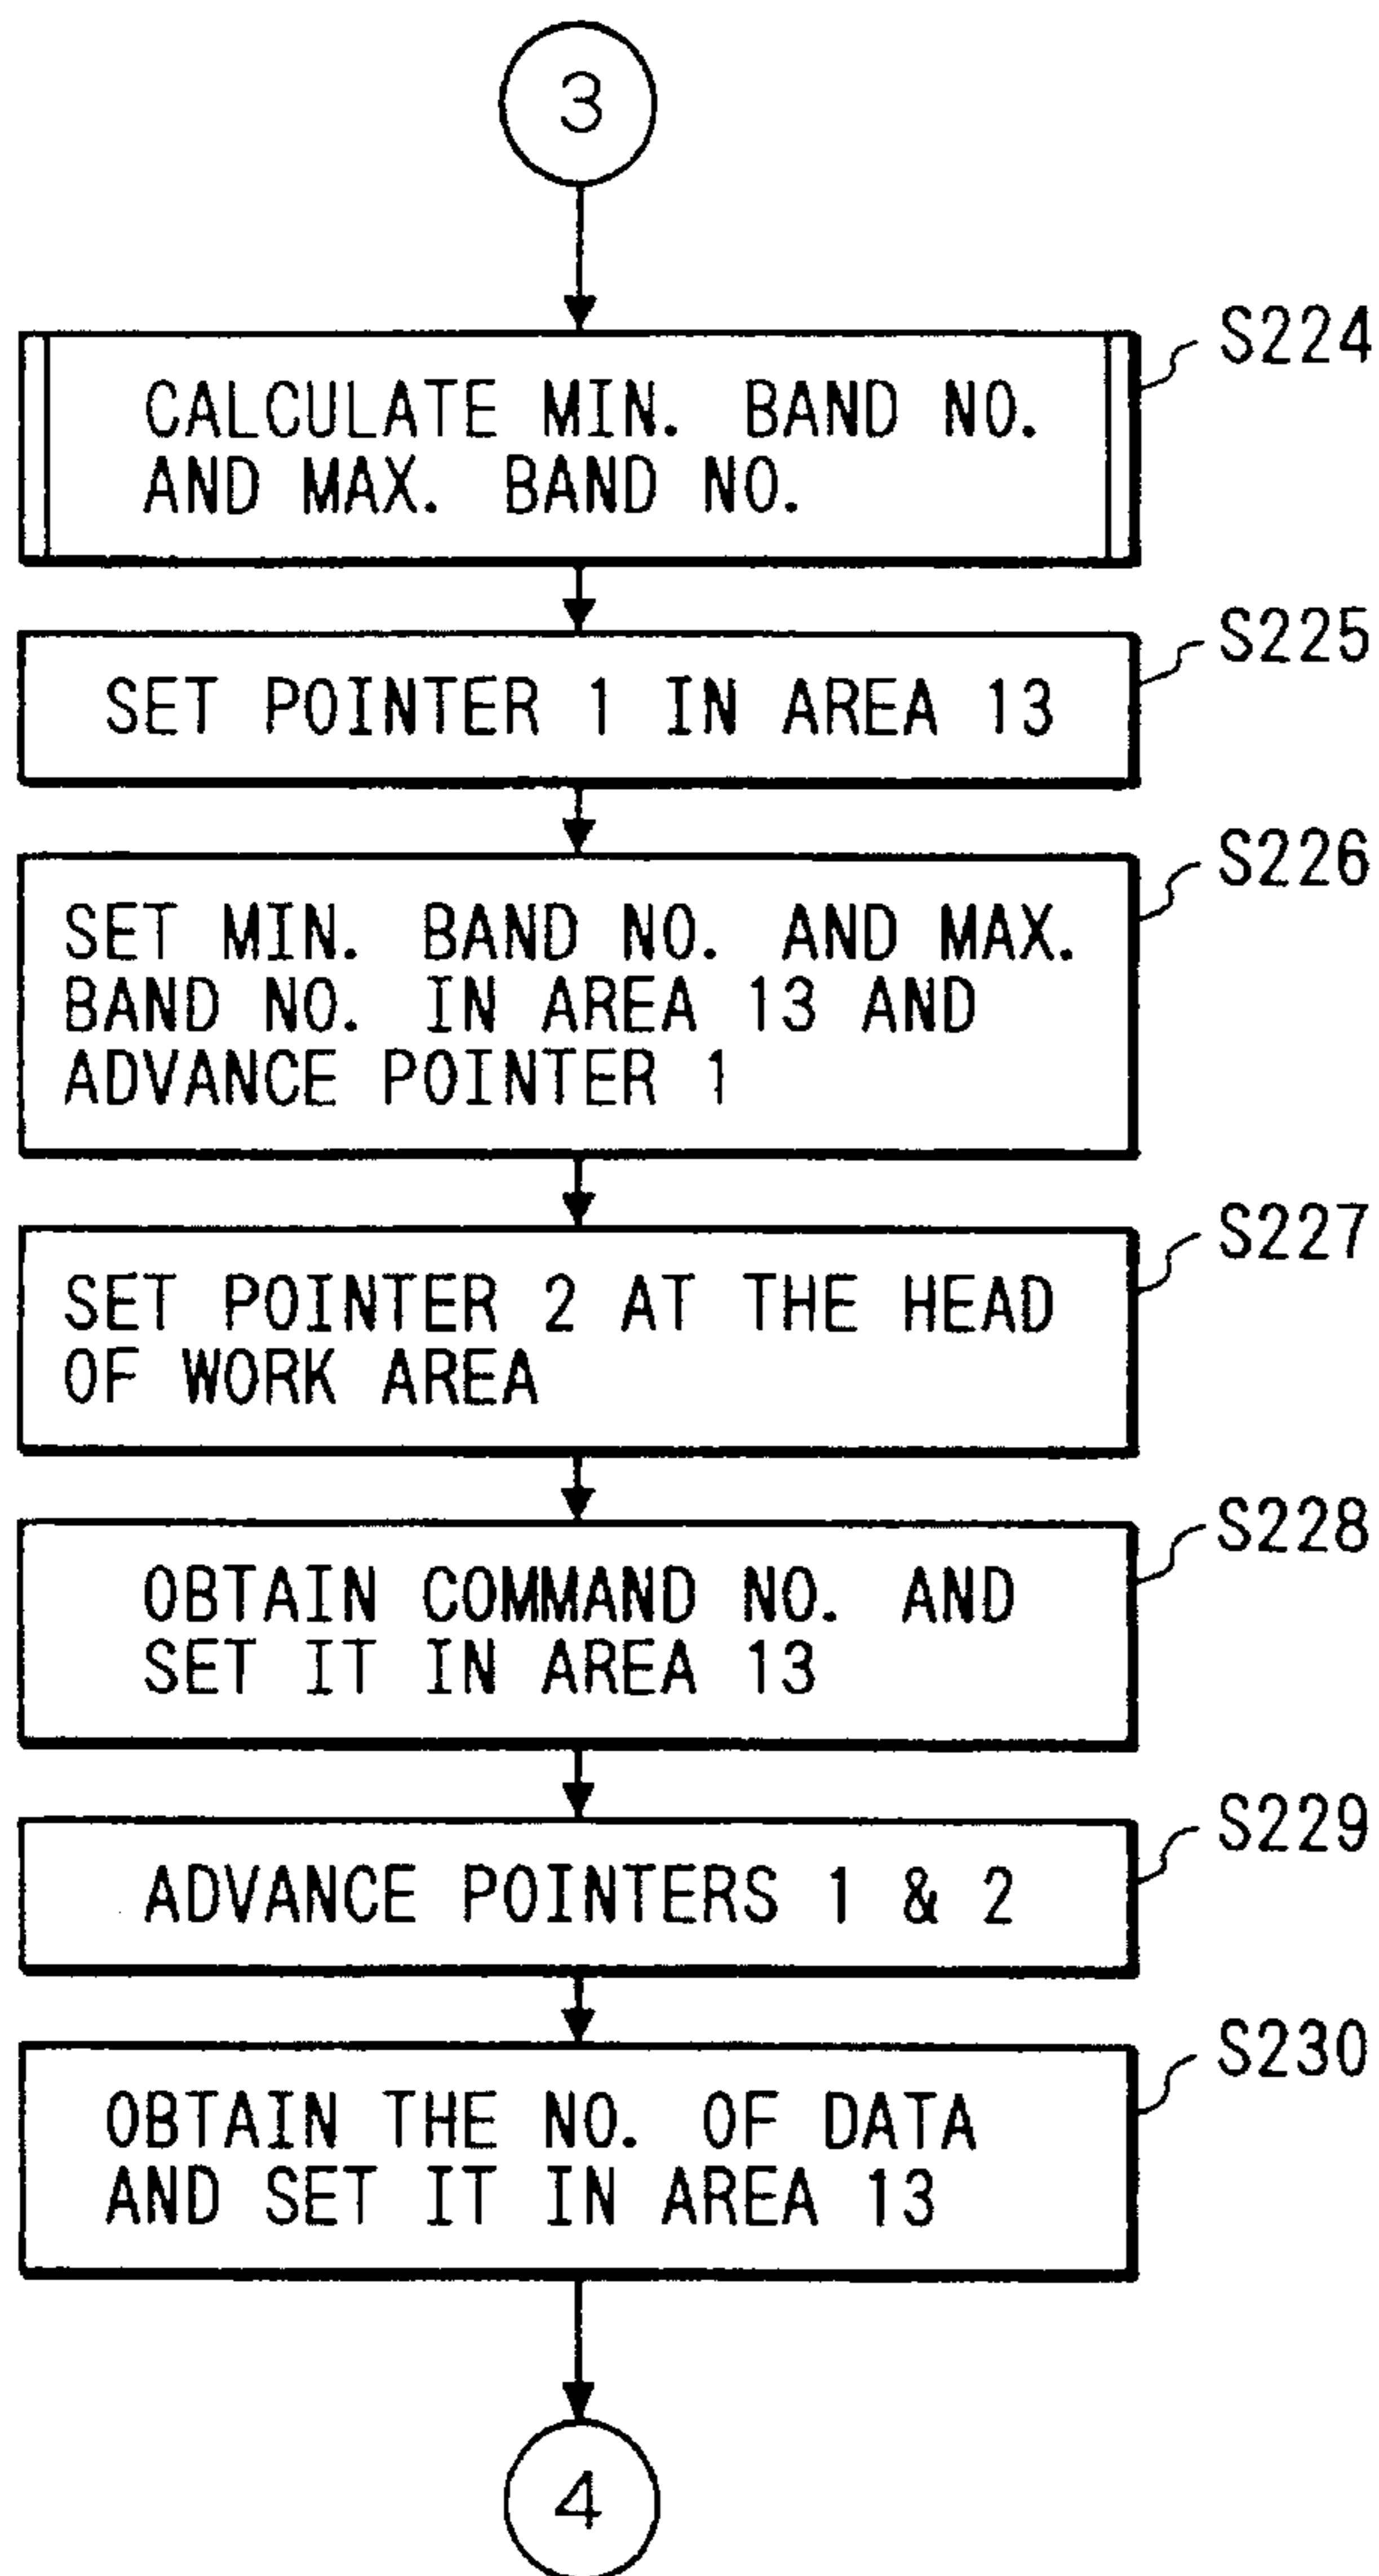 3
S224
CALCULATE MIN. BAND NO.
AND MAX. BAND NO.
S225
SET POINTER 1 IN AREA 13
S226
SET MIN. BAND NO. AND MAX.
BAND NO. IN AREA 13 AND
ADVANCE POINTER 1
S227
SET POINTER 2 AT THE HEAD
OF WORK AREA
S228
OBTAIN COMMAND NO. AND
SET IT IN AREA 13
S229
ADVANCE POINTERS 1 & 2
S230
OBTAIN THE NO. OF DATA
AND SET IT IN AREA 13
4